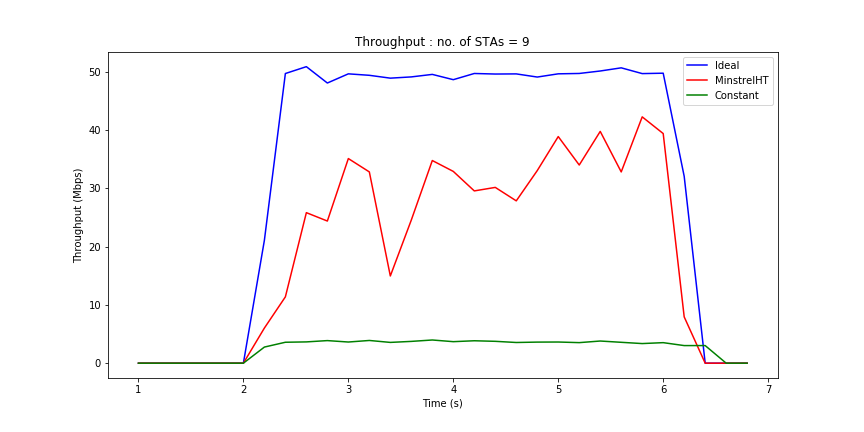 Throughput : no. of STAs = 9
Ideal
MinstrelHT
Constant
Throughput (Mbps)
50
40
30
20
10
0
1 2 3 4 5 6 7
Time (s)